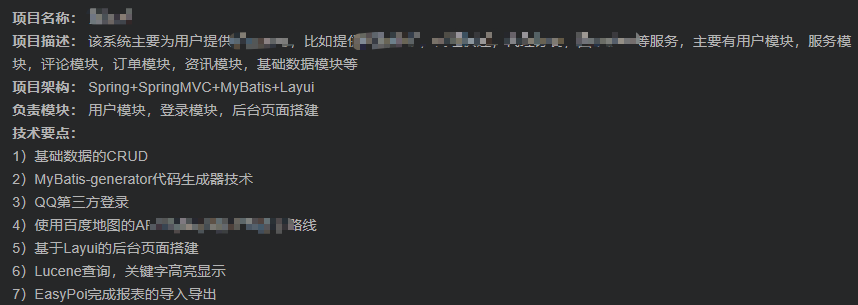 项目名称：
项目描述： 该系统主要为用户提供，比如提供，，，等服务，主要有用户模块，服务模
块，评论模块，订单模块，资讯模块，基础数据模块等
项目架构： Spring+SpringMVC+MyBatis+Layui
负责模块： 用户模块，登录模块，后台页面搭建
技术要点：
1）基础数据的CRUD
2）MyBatis-generator代码生成器技术
3）QQ第三方登录
4）使用百度地图的AP路线
5）基于Layui的后台页面搭建
6）Lucene查询，关键字高亮显示
7）EasyPoi完成报表的导入导出